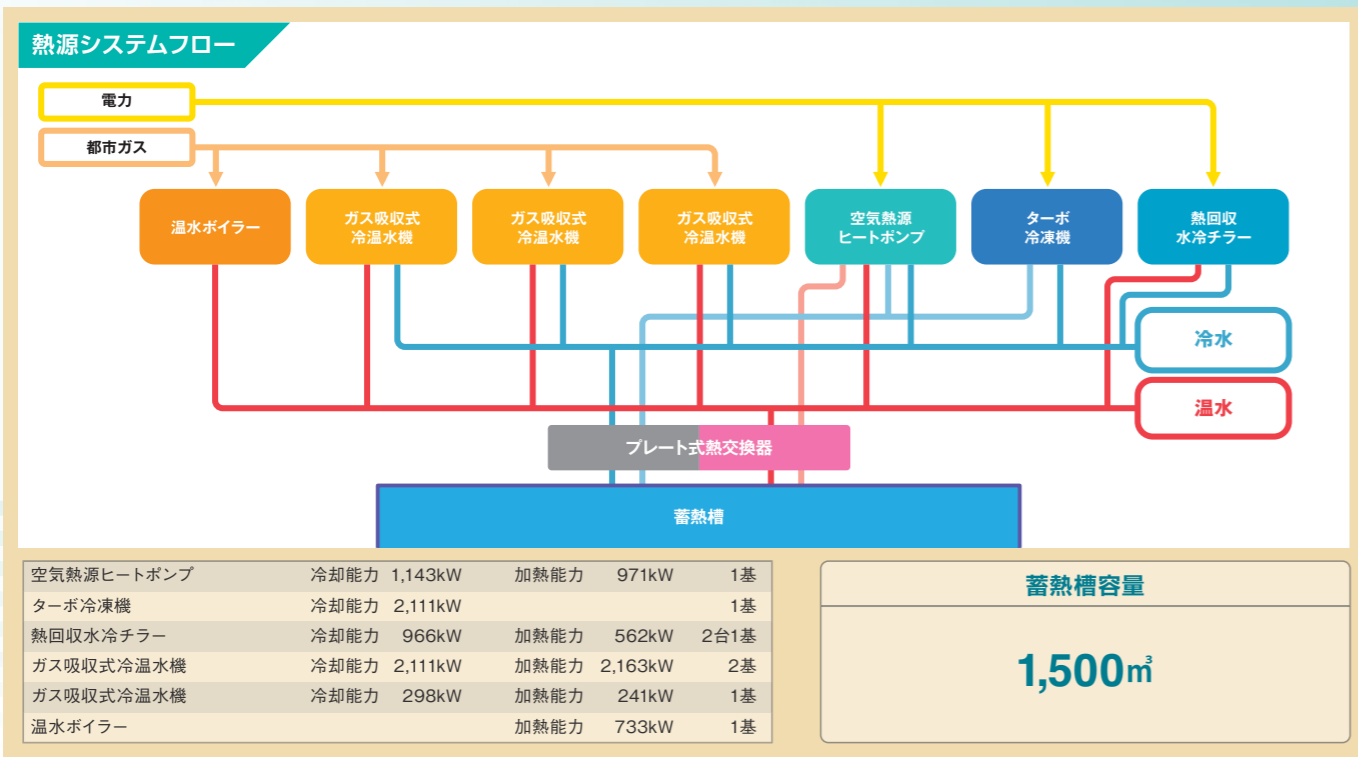 熱源システムフロー
電力
都市ガス
温水ボイラー
ガス吸収式
冷温水機
ガス吸収式
冷温水機
ガス吸収式
冷温水機
空気熱源
ヒートポンプ
ターボ
冷凍機
熱回収
水冷チラー
冷水
温水
プレート式熱交換器
蓄熱槽
空気熱源ヒートポンプ 冷却能力 1,143kW 加熱能力 971kW 1基
ターボ冷凍機 冷却能力 2,111kW 1基
熱回収水冷チラー 冷却能力 966kW 加熱能力 562kW 2台1基
ガス吸収式冷温水機 冷却能力 2,111kW 加熱能力 2,163kW 2基
ガス吸収式冷温水機 冷却能力 298kW 加熱能力 241kW 1基
温水ボイラー 加熱能力 733kW 1基
蓄熱槽容量
1,500㎥